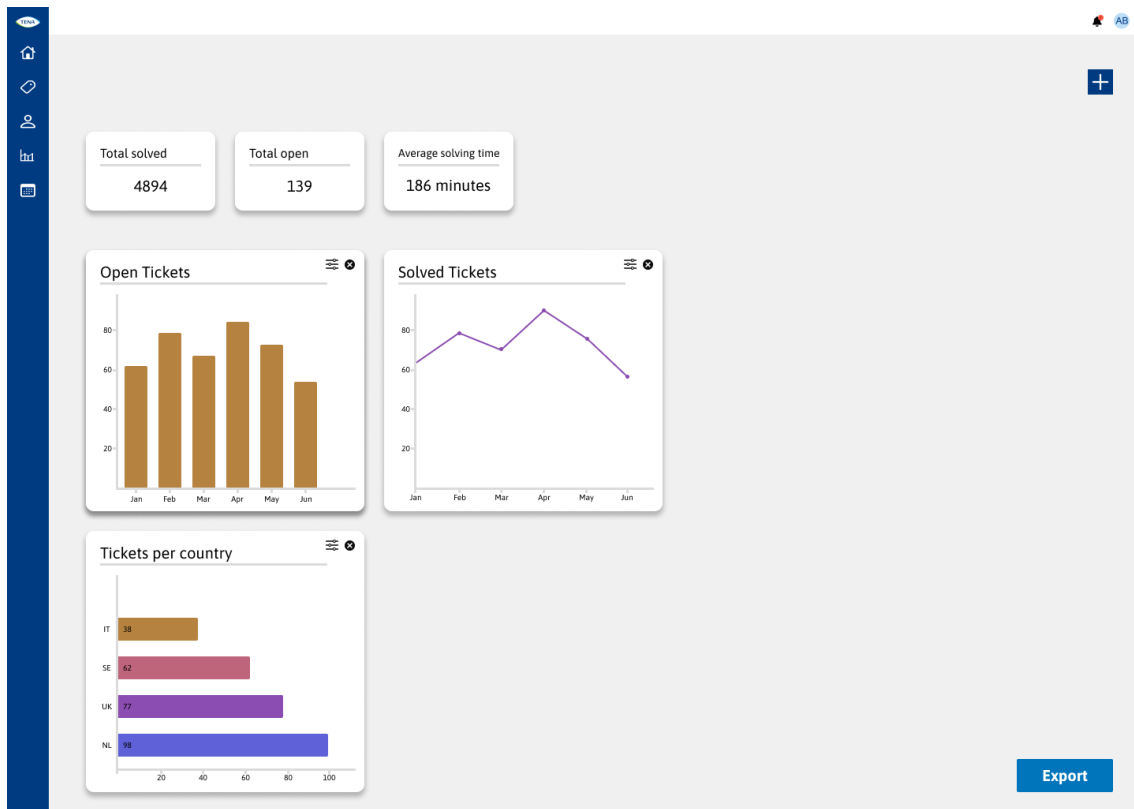 TENA
AB
Total solved
4894
Total open
139
Average solving time
186 minutes
Open Tickets
80
60
40
20
Jan Feb Mar Apr May Jun
Solved Tickets
80
60
40
20
Jan Feb Mar Apr May Jun
Tickets per country
IT 38
SE 62
UK 77
NL 98
20 40 60 80 100
Export